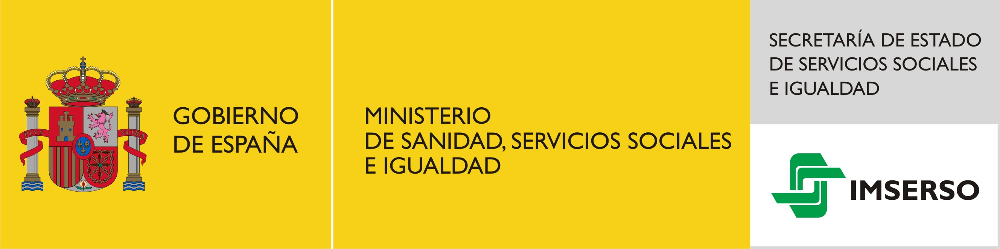 PLVS
VLTRA
GOBIERNO
DE ESPAÑA
MINISTERIO
DE SANIDAD, SERVICIOS SOCIALES
E IGUALDAD
SECRETARÍA DE ESTADO
DE SERVICIOS SOCIALES
E IGUALDAD
IMSERSO